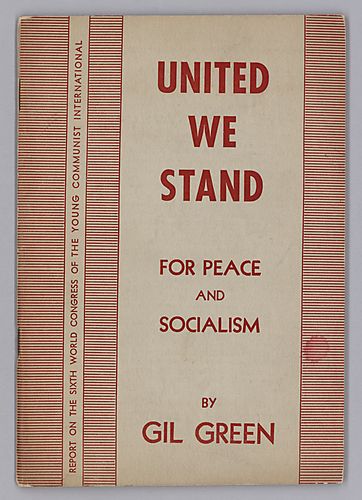 REPORT ON THE SIXTH WORLD CONGRESS OF THE YOUNG COMMUNIST INTERNATIONAL
UNITED
WE
STAND
FOR PEACE
AND
SOCIALISM
BY
GIL GREEN